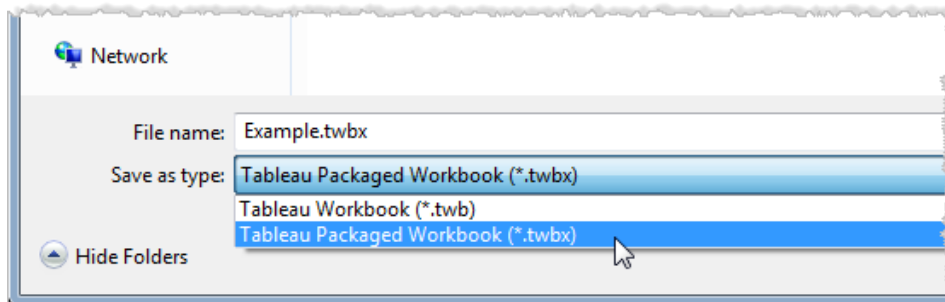 Network
File name: Example.twbx
Save as type: Tableau Packaged Workbook (*.twbx)
Tableau Workbook (*.twb)
Tableau Packaged Workbook (*.twbx)
Hide Folders